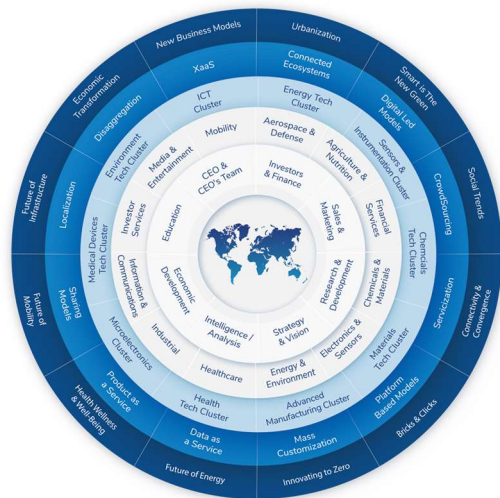 New Business Models
Urbanization
Smart is The
New Green
Social Trends
Connectivity &
Convergence
Bricks & Clicks
Innovating to Zero
Future of Energy
Health Wellness
& Well-Being
Future of
Mobility
Future of
Infrastructure
Economic
Transformation
XaaS
Connected
Ecosystems
Digital Led
Models
CrowdSourcing
Servicization
Platform
Based Models
Mass
Customization
Data as
a Service
Product as
a Service
Sharing
Models
Localization
Disaggregation
ICT
Cluster
Energy Tech
Cluster
Sensors &
Instrumentation Cluster
Chemcials
Tech Cluster
Materials
Tech Cluster
Advanced
Manufacturing Cluster
Health
Tech Cluster
Microelectronics
Cluster
Medical Devices
Tech Cluster
Environment
Tech Cluster
Mobility
Aerospace &
Defense
Agriculture &
Nutrition
Financial
Services
Chemicals &
Materials
Electronics &
Sensors
Energy &
Environment
Healthcare
Industrial
Information &
Communications
Investor
Services
Media &
Entertainment
CEO &
CEO's Team
Investors
& Finance
Sales &
Marketing
Research &
Development
Strategy
& Vision
Intelligence /
Analysis
Economic
Development
Education